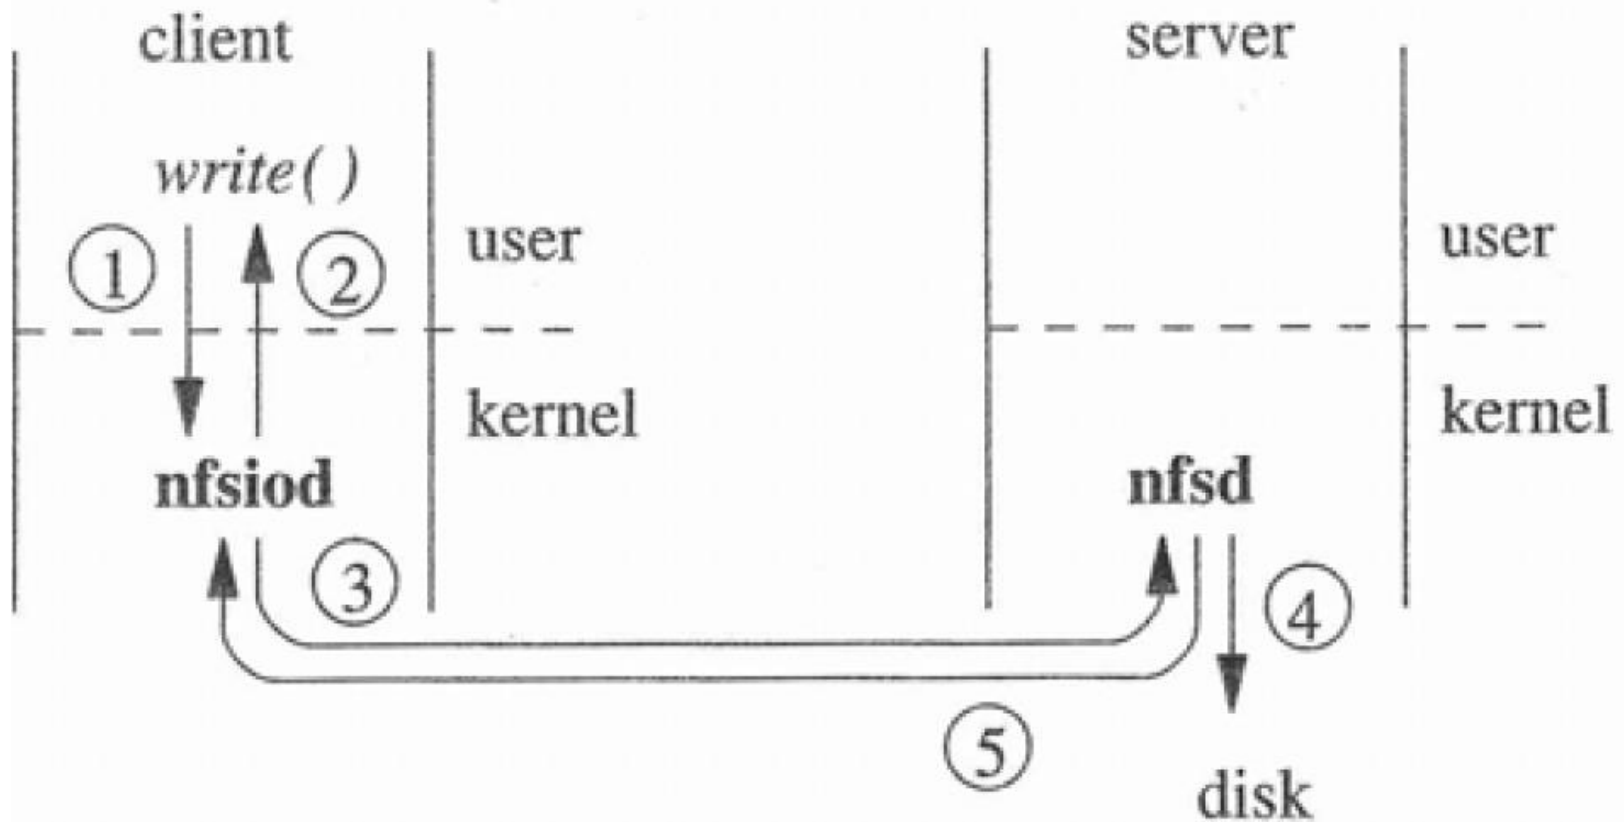 client
server
write( )
1
2
user
user
kernel
kernel
nfsiod
nfsd
3
4
5
disk